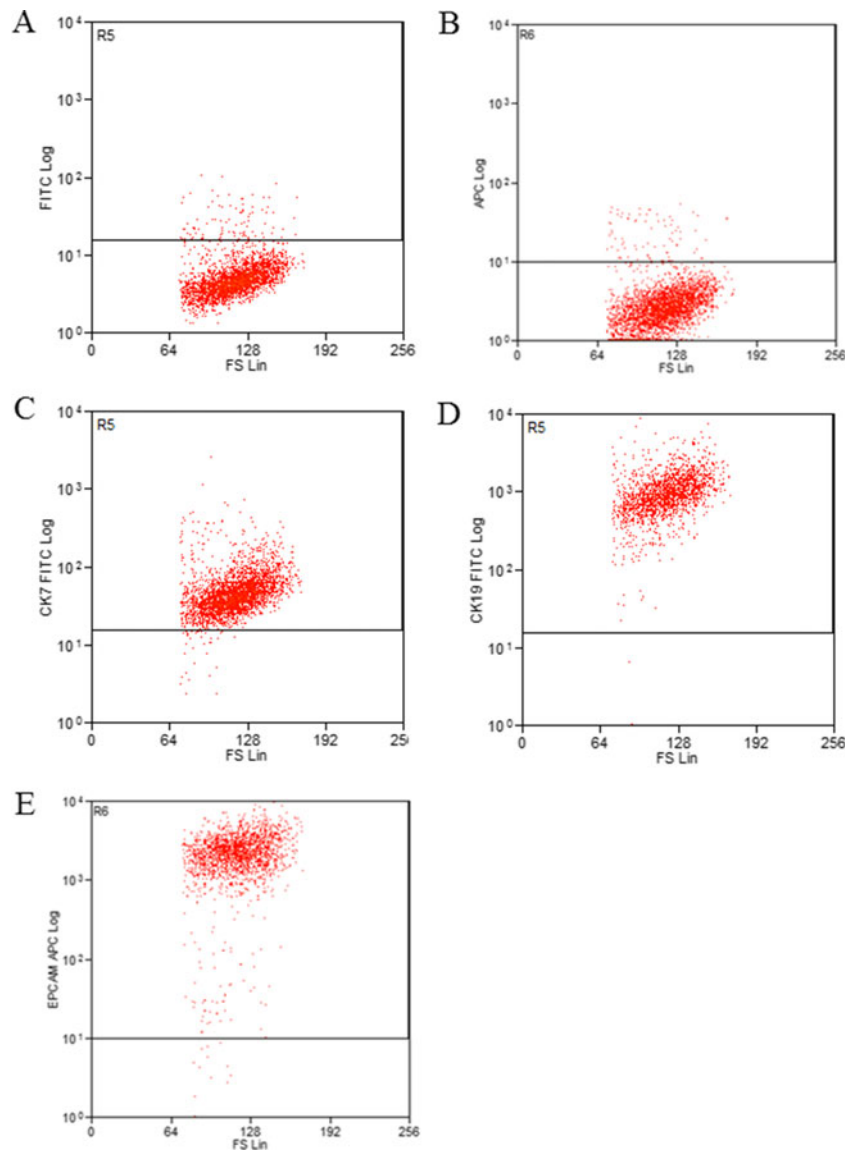 A
R5
10⁴
10³
10²
10¹
10⁰
FITC Log
0 64 128 192 256
FS Lin
B
R6
10⁴
10³
10²
10¹
10⁰
APC Log
0 64 128 192 256
FS Lin
C
R5
10⁴
10³
10²
10¹
10⁰
CK7 FITC Log
0 64 128 192 25
FS Lin
D
R5
10⁴
10³
10²
10¹
10⁰
CK19 FITC Log
0 64 128 192 256
FS Lin
E
R6
10⁴
10³
10²
10¹
10⁰
EPCAM APC Log
0 64 128 192 256
FS Lin